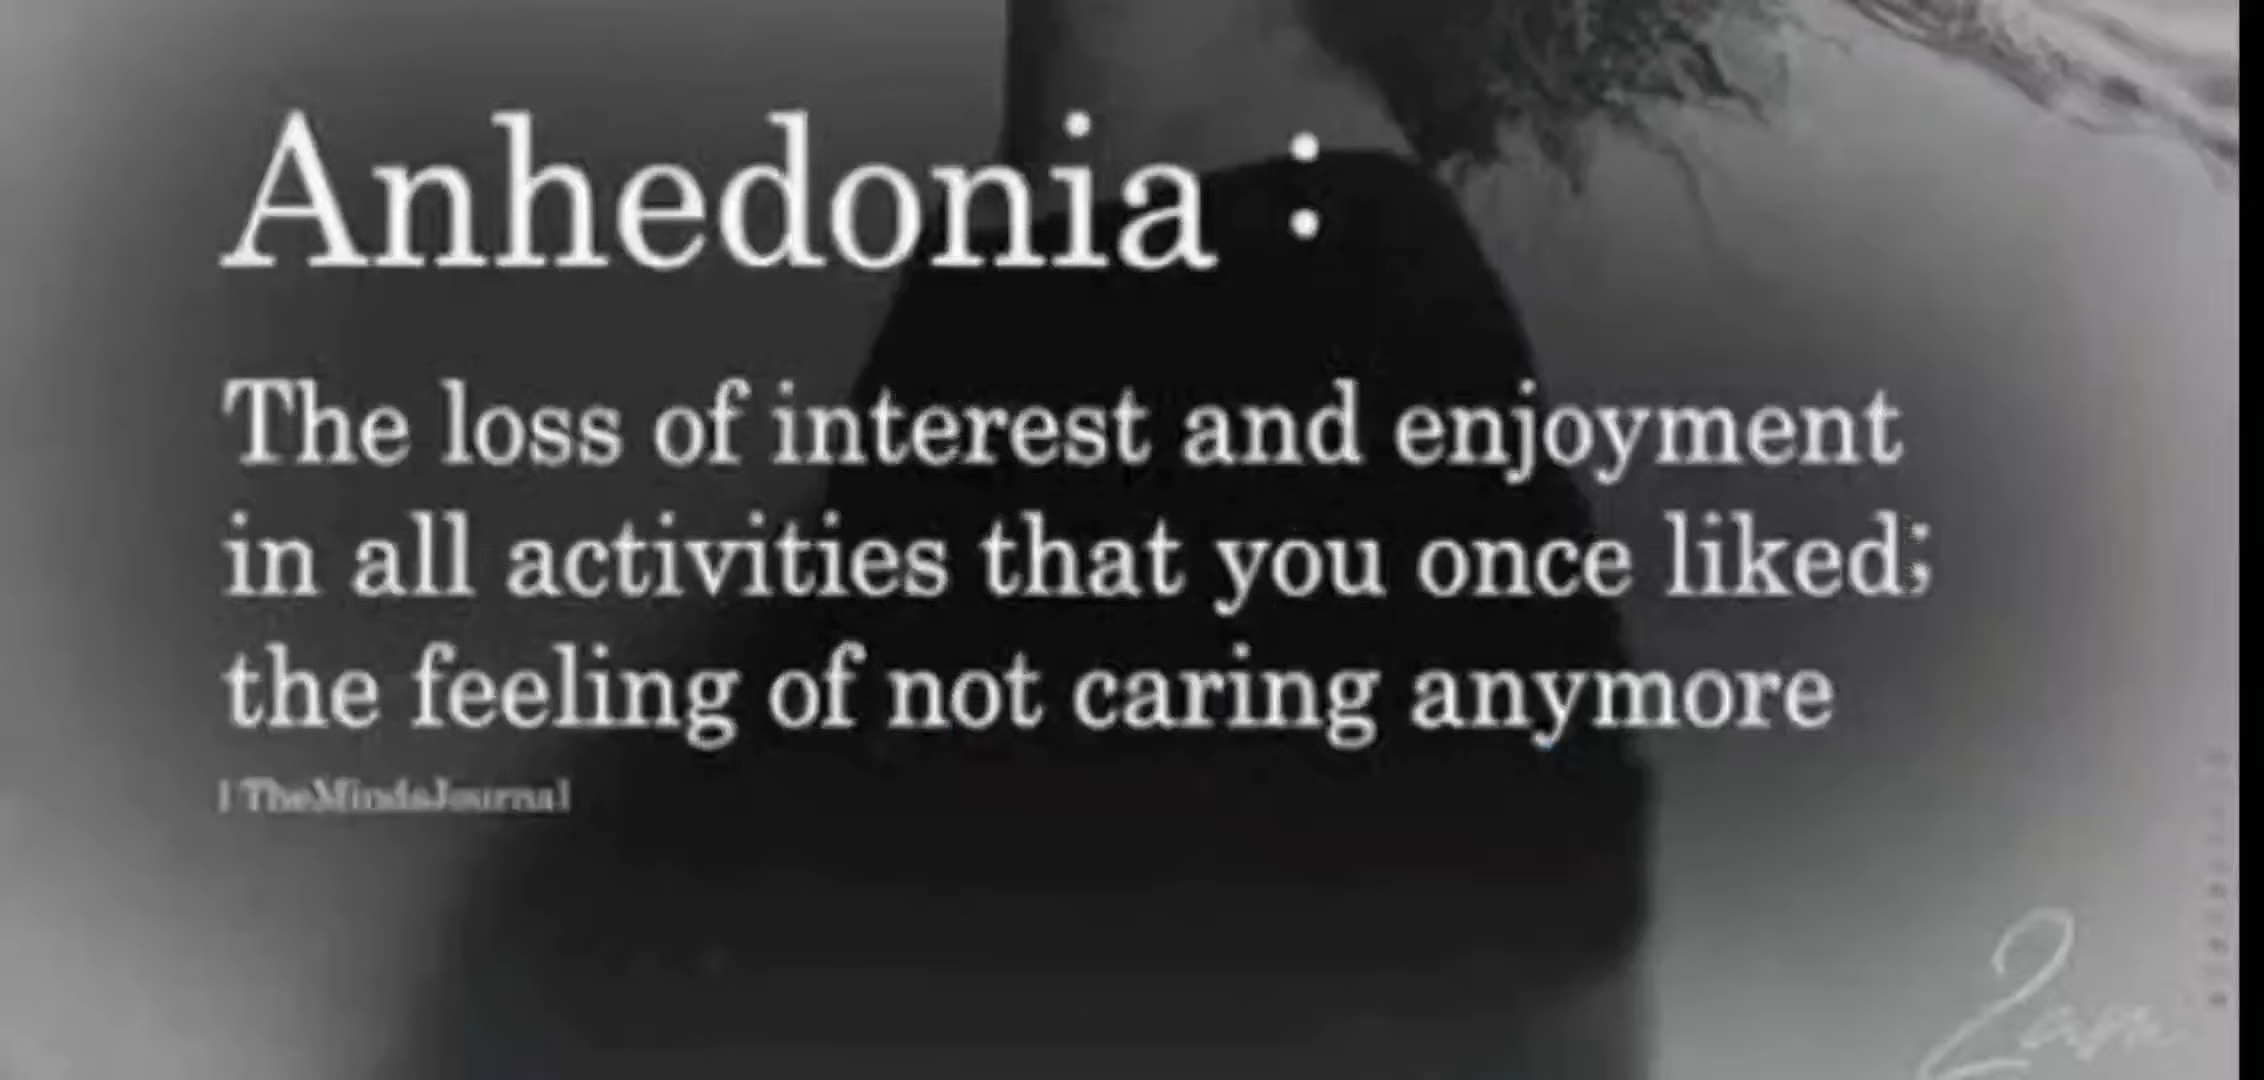 Anhedonia :
The loss of interest and enjoyment
in all activities that you once liked;
the feeling of not caring anymore
| TheMindsJournal